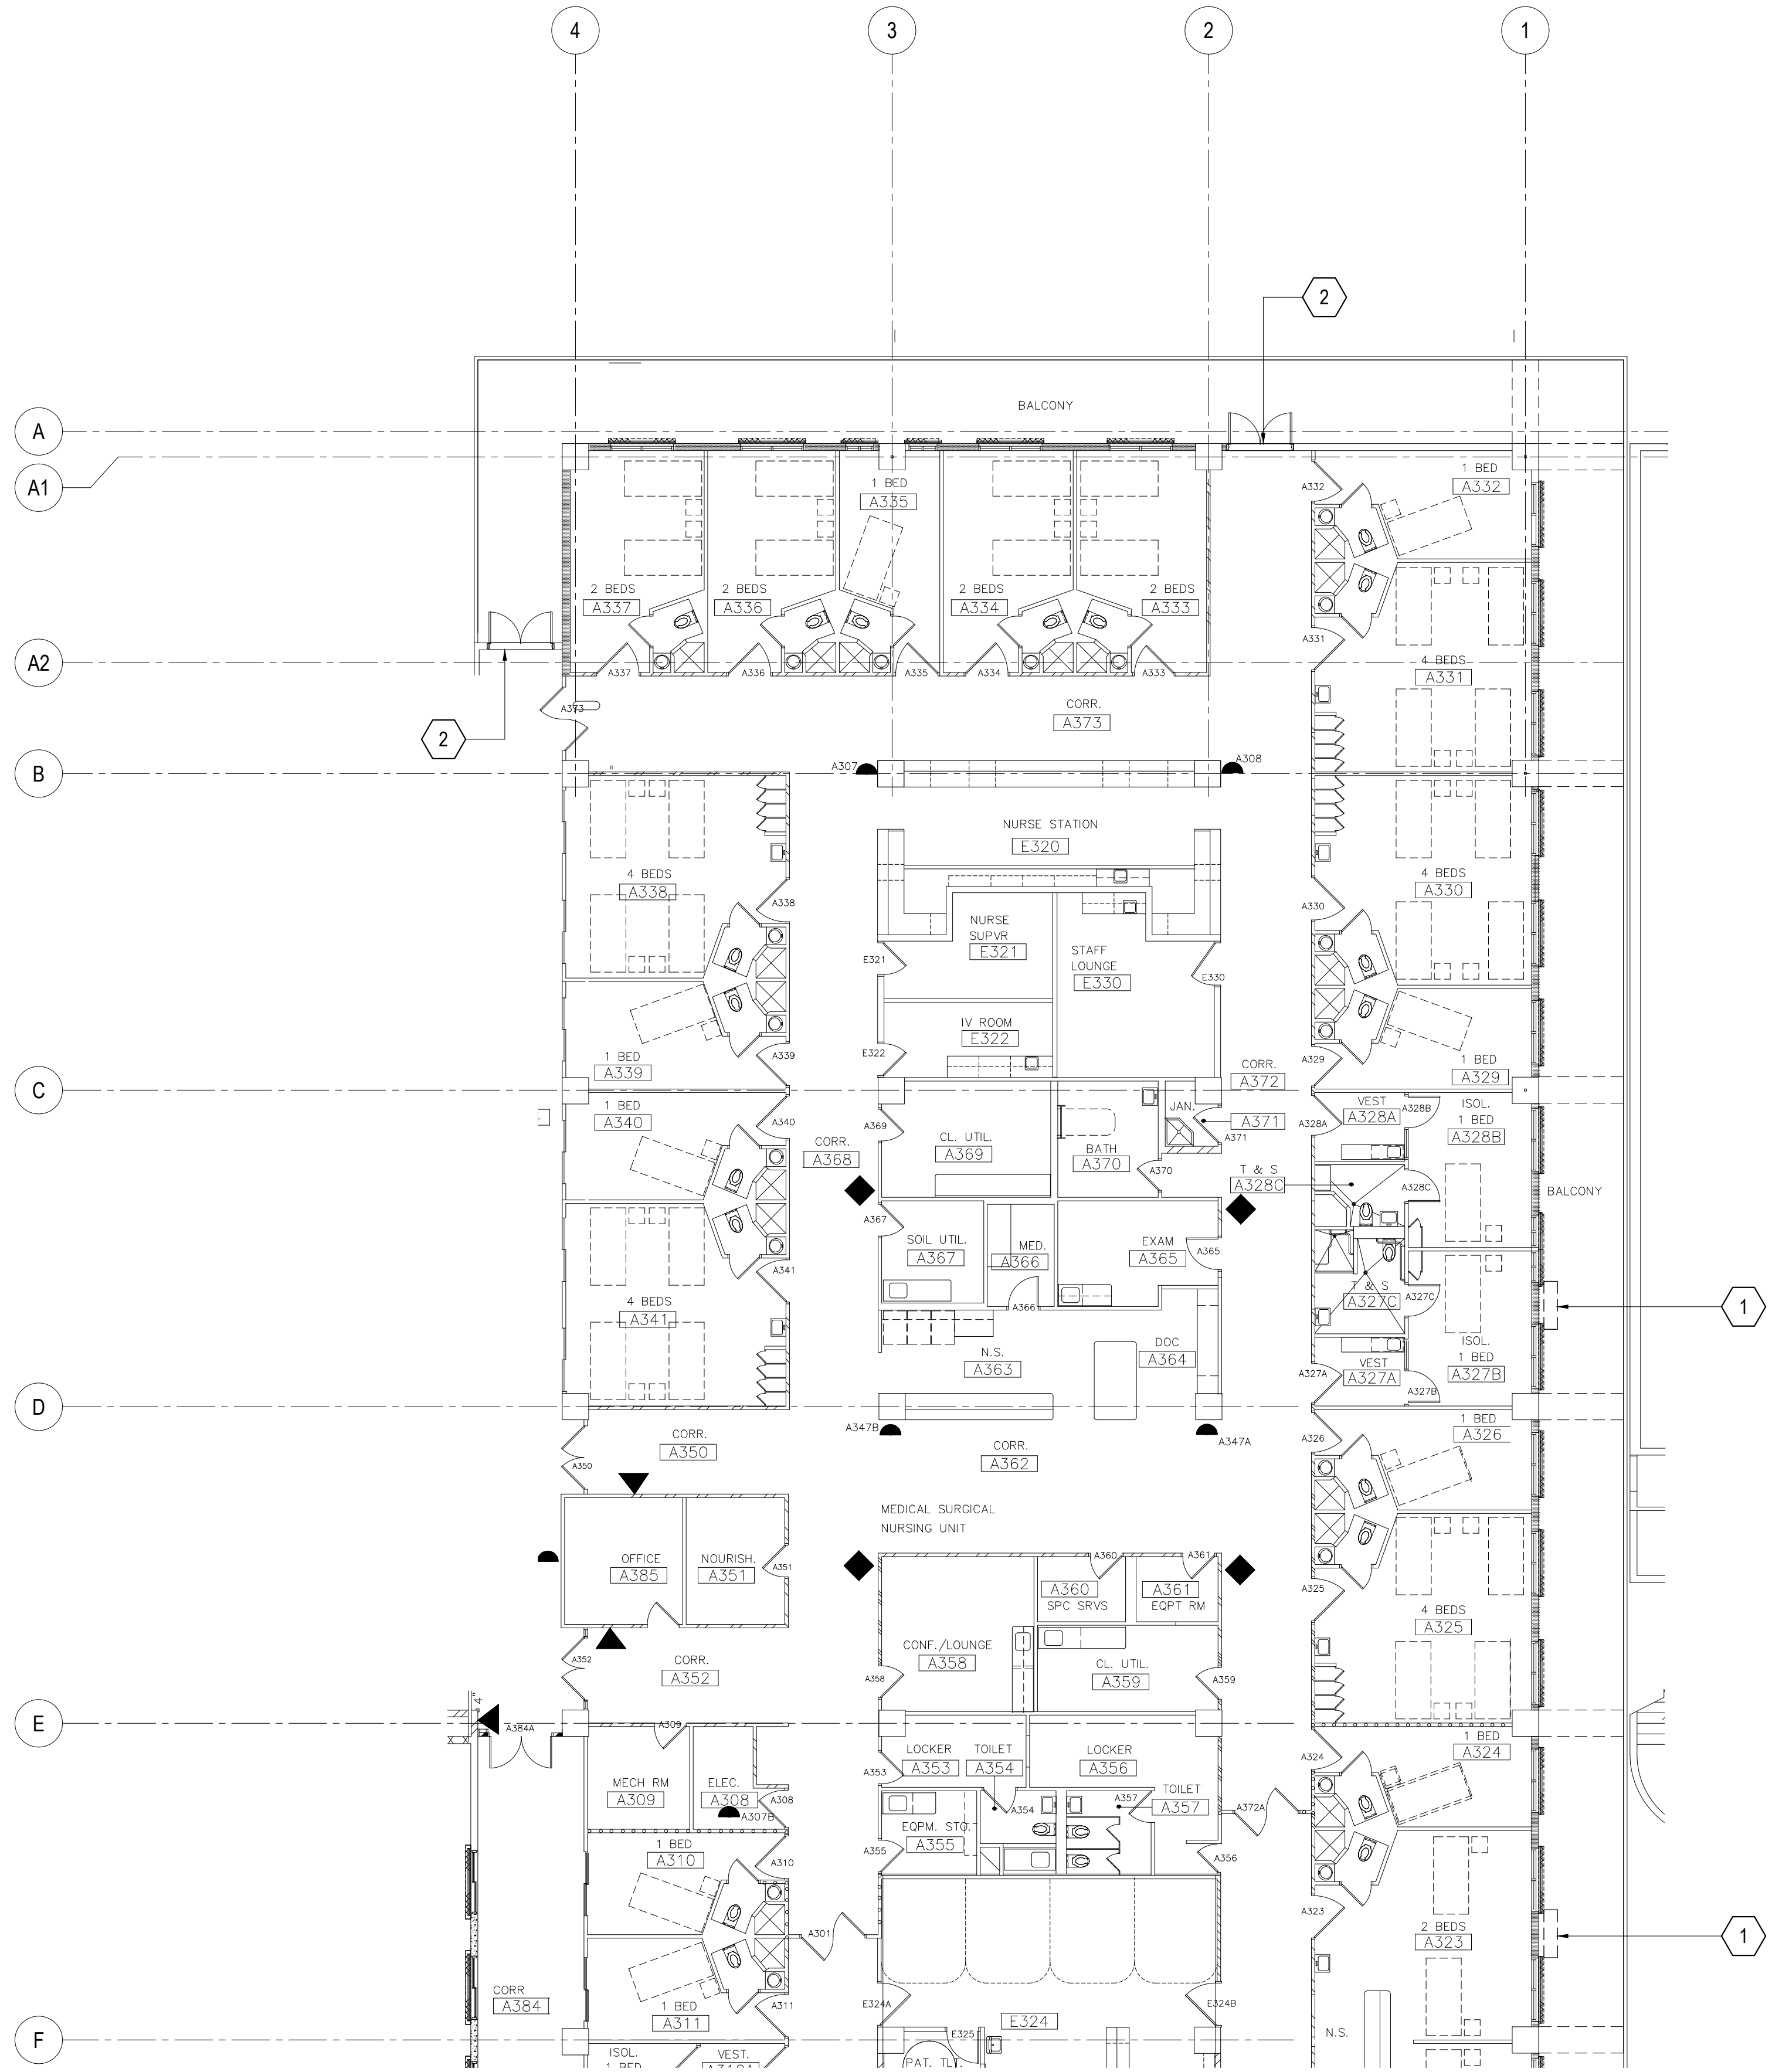 4
3
2
1
2
BALCONY
A
A1
1 BED
A332
A332
1 BED
A335
2 BEDS
A337
2 BEDS
A336
2 BEDS
A334
2 BEDS
A333
A331
A2
A337
A336
A335
A334
A333
4 BEDS
A331
A373
CORR.
A373
2
B
A307
A308
NURSE STATION
E320
4 BEDS
A338
A338
4 BEDS
A330
A330
NURSE
SUPVR
E321
STAFF
LOUNGE
E330
E321
E330
IV ROOM
E322
E322
1 BED
A339
A339
A329
1 BED
A329
CORR.
A372
C
1 BED
A340
A340
A369
CL. UTIL.
A369
BATH
A370
A370
JAN.
A371
A371
VEST
A328A
A328A
A328B
ISOL.
1 BED
A328B
CORR.
A368
T & S
A328C
A328C
BALCONY
A367
SOIL UTIL.
A367
MED.
A366
A366
EXAM
A365
A365
A341
4 BEDS
A341
T & S
A327C
A327C
1
N.S.
A363
DOC
A364
ISOL.
1 BED
A327B
VEST
A327A
A327A
A327B
D
A347B
A347A
CORR.
A350
A350
CORR.
A362
1 BED
A326
A326
MEDICAL SURGICAL
NURSING UNIT
OFFICE
A385
NOURISH.
A351
A351
A360
A361
A360
SPC SRVS
A361
EQPT RM
A325
4 BEDS
A325
CONF./LOUNGE
A358
CL. UTIL.
A359
A358
A359
A352
CORR.
A352
4"
E
A384A
A309
1 BED
A324
A324
LOCKER
A353
A353
TOILET
A354
A354
LOCKER
A356
MECH RM
A309
ELEC.
A308
A308
A307B
TOILET
A357
A357
A372A
EQPM. STO.
A355
A355
A356
1 BED
A310
A310
A301
A323
2 BEDS
A323
1
CORR
A384
1 BED
A311
A311
E324A
E324B
E324
F
E325
N.S.
ISOL.
1 BED
VEST.
PAT. TLT.